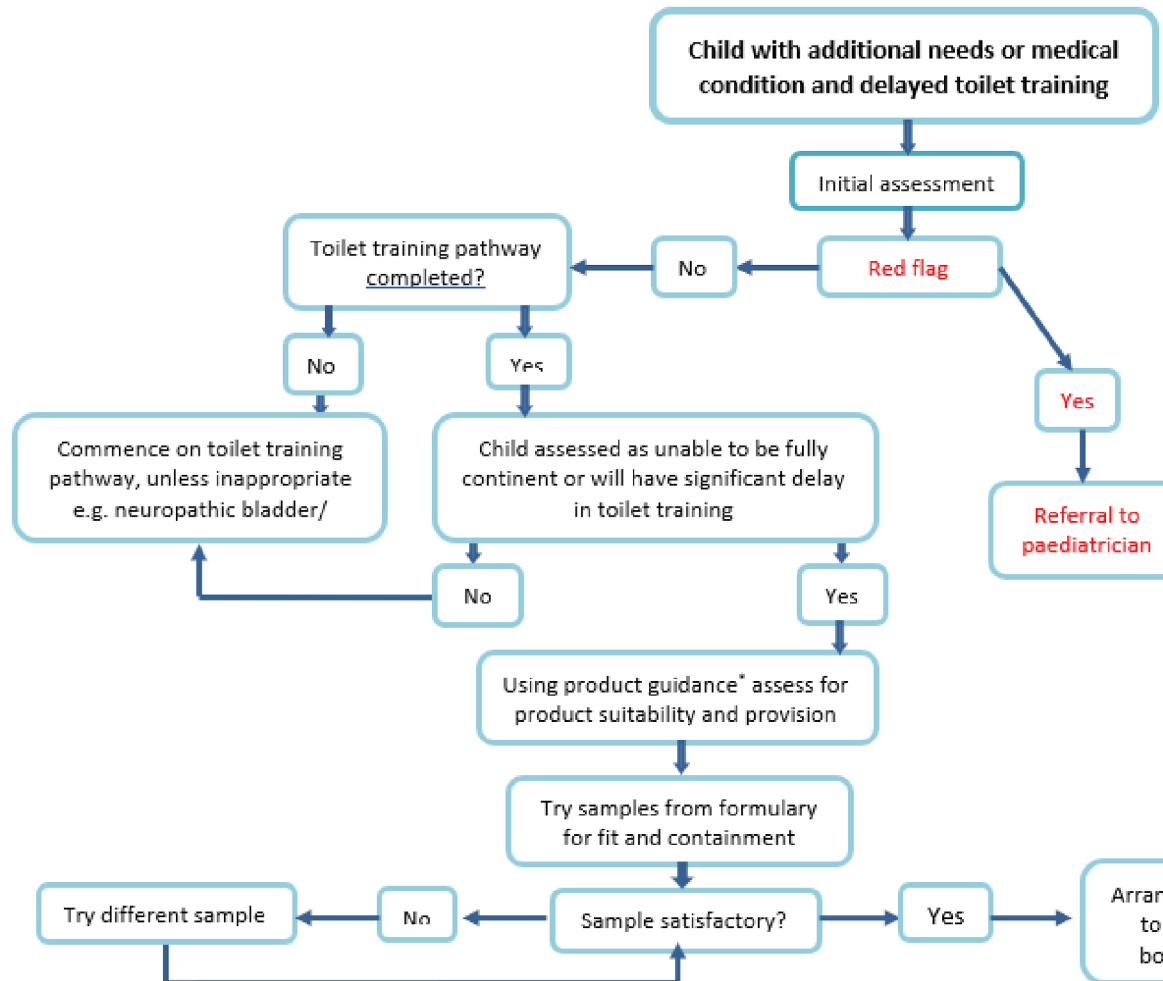 Child with additional needs or medical
condition and delayed toilet training
Initial assessment
Toilet training pathway
completed?
No
Red flag
No
Yes
Yes
Commence on toilet training
pathway, unless inappropriate
e.g. neuropathic bladder/
Child assessed as unable to be fully
continent or will have significant delay
in toilet training
Referral to
paediatrician
No
Yes
Using product guidance* assess for
product suitability and provision
Try samples from formulary
for fit and containment
Try different sample
No
Sample satisfactory?
Yes
to